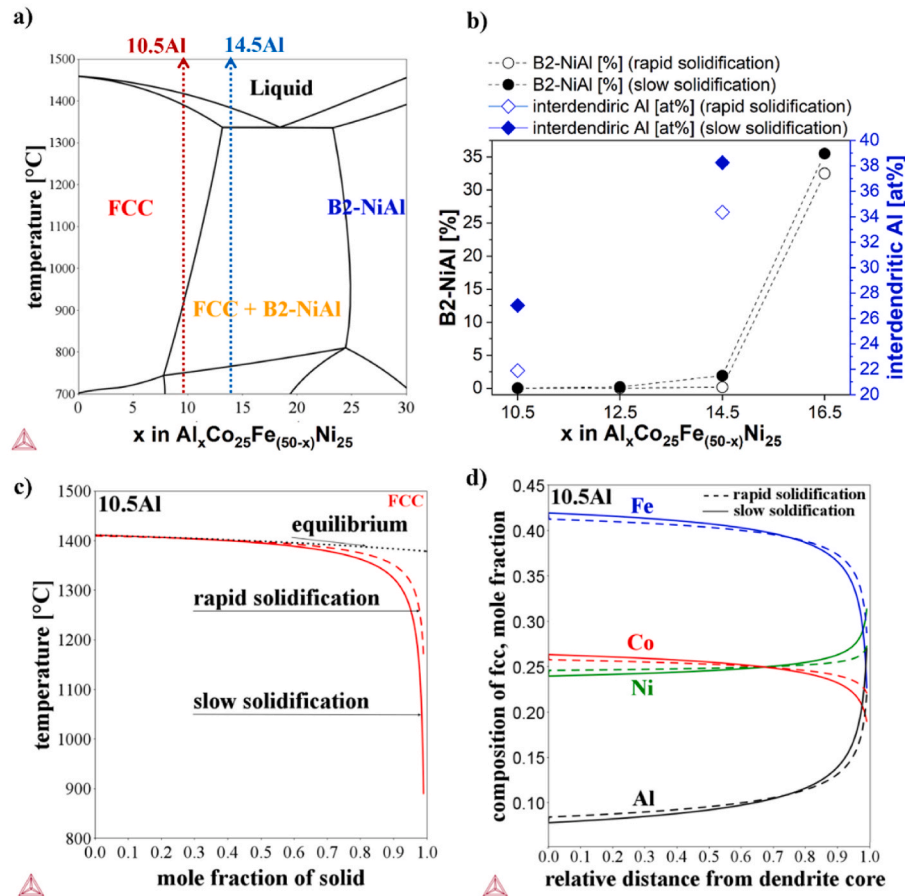 a)
10.5Al 14.5Al
1500
1400
1300
1200
1100
1000
900
800
700
temperature [°C]
Liquid
FCC
B2-NiAl
FCC + B2-NiAl
0 5 10 15 20 25 30
x in AlₓCo₂₅Fe₍₅₀₋ₓ₎Ni₂₅
b)
B2-NiAl [%] (rapid solidification)
B2-NiAl [%] (slow solidification)
interdendiric Al [at%] (rapid solidification)
interdendiric Al [at%] (slow solidification)
35
30
25
20
15
10
5
0
B2-NiAl [%]
40
38
36
34
32
30
28
26
24
22
20
interdendritic Al [at%]
10.5 12.5 14.5 16.5
x in AlₓCo₂₅Fe₍₅₀₋ₓ₎Ni₂₅
c)
1500
1400
1300
1200
1100
1000
900
800
temperature [°C]
10.5Al
FCC
equilibrium
rapid solidification
slow solidification
0.0 0.1 0.2 0.3 0.4 0.5 0.6 0.7 0.8 0.9 1.0
mole fraction of solid
d)
0.45
0.40
0.35
0.30
0.25
0.20
0.15
0.10
composition of fcc, mole fraction
10.5Al
rapid solidification
slow soldification
Fe
Co
Ni
Al
0.0 0.1 0.2 0.3 0.4 0.5 0.6 0.7 0.8 0.9 1.0
relative distance from dendrite core